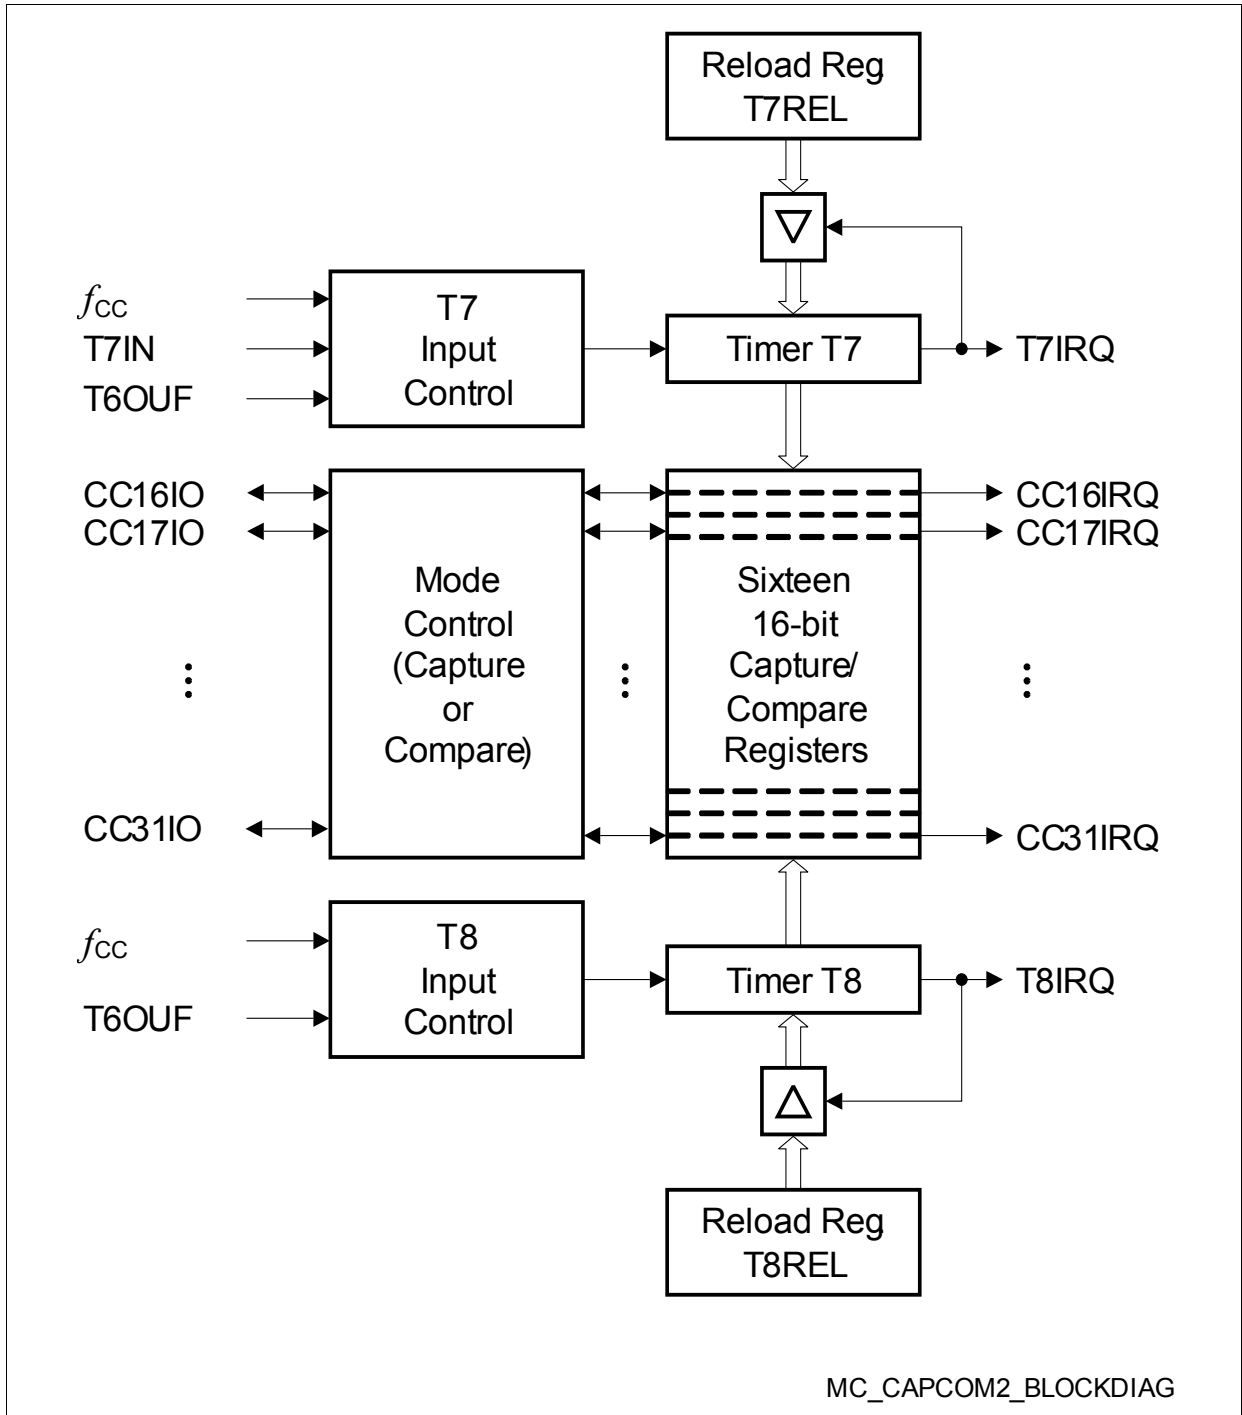 Reload Reg.
T7REL
fCC
T7IN
T6OUF
T7
Input
Control
Timer T7
T7IRQ
CC16IO
CC17IO
CC31IO
Mode
Control
(Capture
or
Compare)
Sixteen
16-bit
Capture/
Compare
Registers
CC16IRQ
CC17IRQ
CC31IRQ
fCC
T6OUF
T8
Input
Control
Timer T8
T8IRQ
Reload Reg.
T8REL
MC_CAPCOM2_BLOCKDIAG